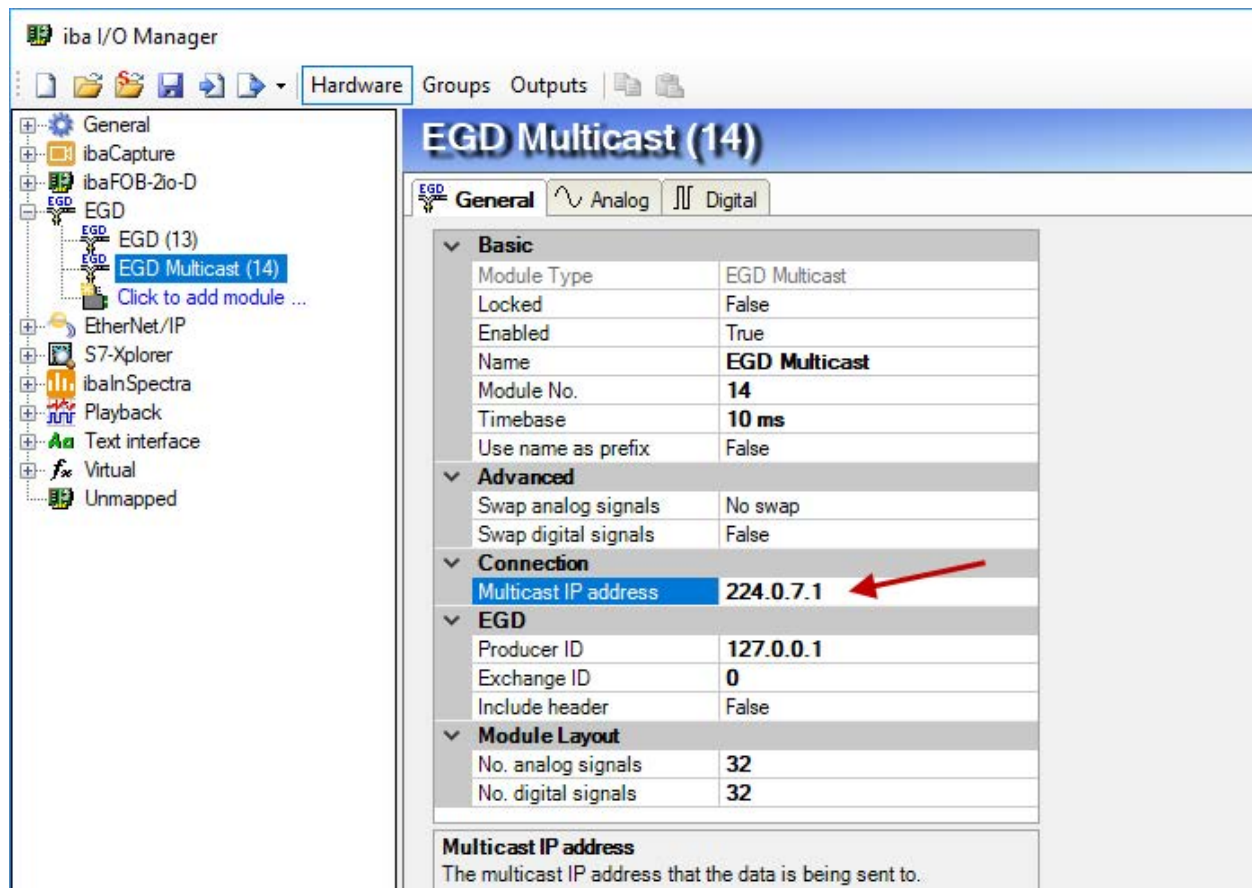 iba I/O Manager
Hardware Groups Outputs
General
ibaCapture
ibaFOB-2io-D
EGD
EGD (13)
EGD Multicast (14)
Click to add module ...
EtherNet/IP
S7-Xplorer
ibaInSpectra
Playback
Text interface
Virtual
Unmapped
EGD Multicast (14)
General Analog Digital
Basic
Module Type EGD Multicast
Locked False
Enabled True
Name EGD Multicast
Module No. 14
Timebase 10 ms
Use name as prefix False
Advanced
Swap analog signals No swap
Swap digital signals False
Connection
Multicast IP address 224.0.7.1
EGD
Producer ID 127.0.0.1
Exchange ID 0
Include header False
Module Layout
No. analog signals 32
No. digital signals 32
Multicast IP address
The multicast IP address that the data is being sent to.